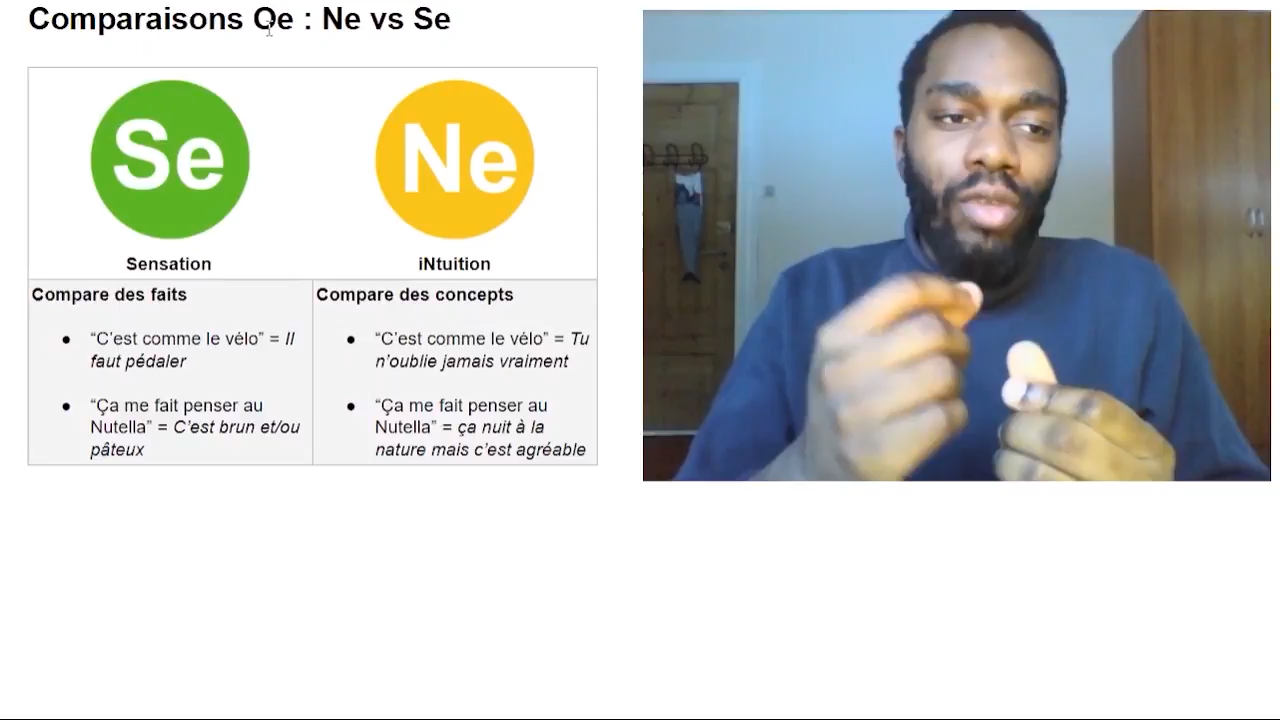 Comparaisons Oe : Ne vs Se
Se
Ne
Sensation
iNtuition
Compare des faits
● “C’est comme le vélo” = Il
faut pédaler
● “Ça me fait penser au
Nutella” = C’est brun et/ou
pâteux
Compare des concepts
● “C’est comme le vélo” = Tu
n’oublie jamais vraiment
● “Ça me fait penser au
Nutella” = ça nuit à la
nature mais c’est agréable